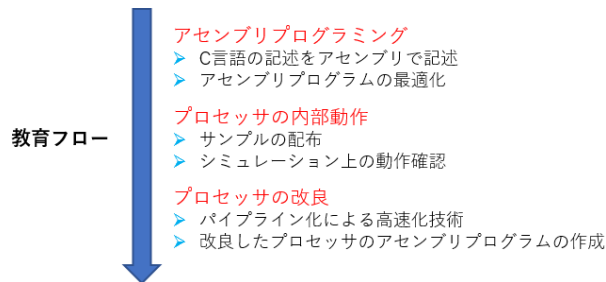 アセンブリプログラミング
➢ C言語の記述をアセンブリで記述
➢ アセンブリプログラムの最適化
プロセッサの内部動作
➢ サンプルの配布
教育フロー
➢ シミュレーション上の動作確認
プロセッサの改良
➢ パイプライン化による高速化技術
➢ 改良したプロセッサのアセンブリプログラムの作成